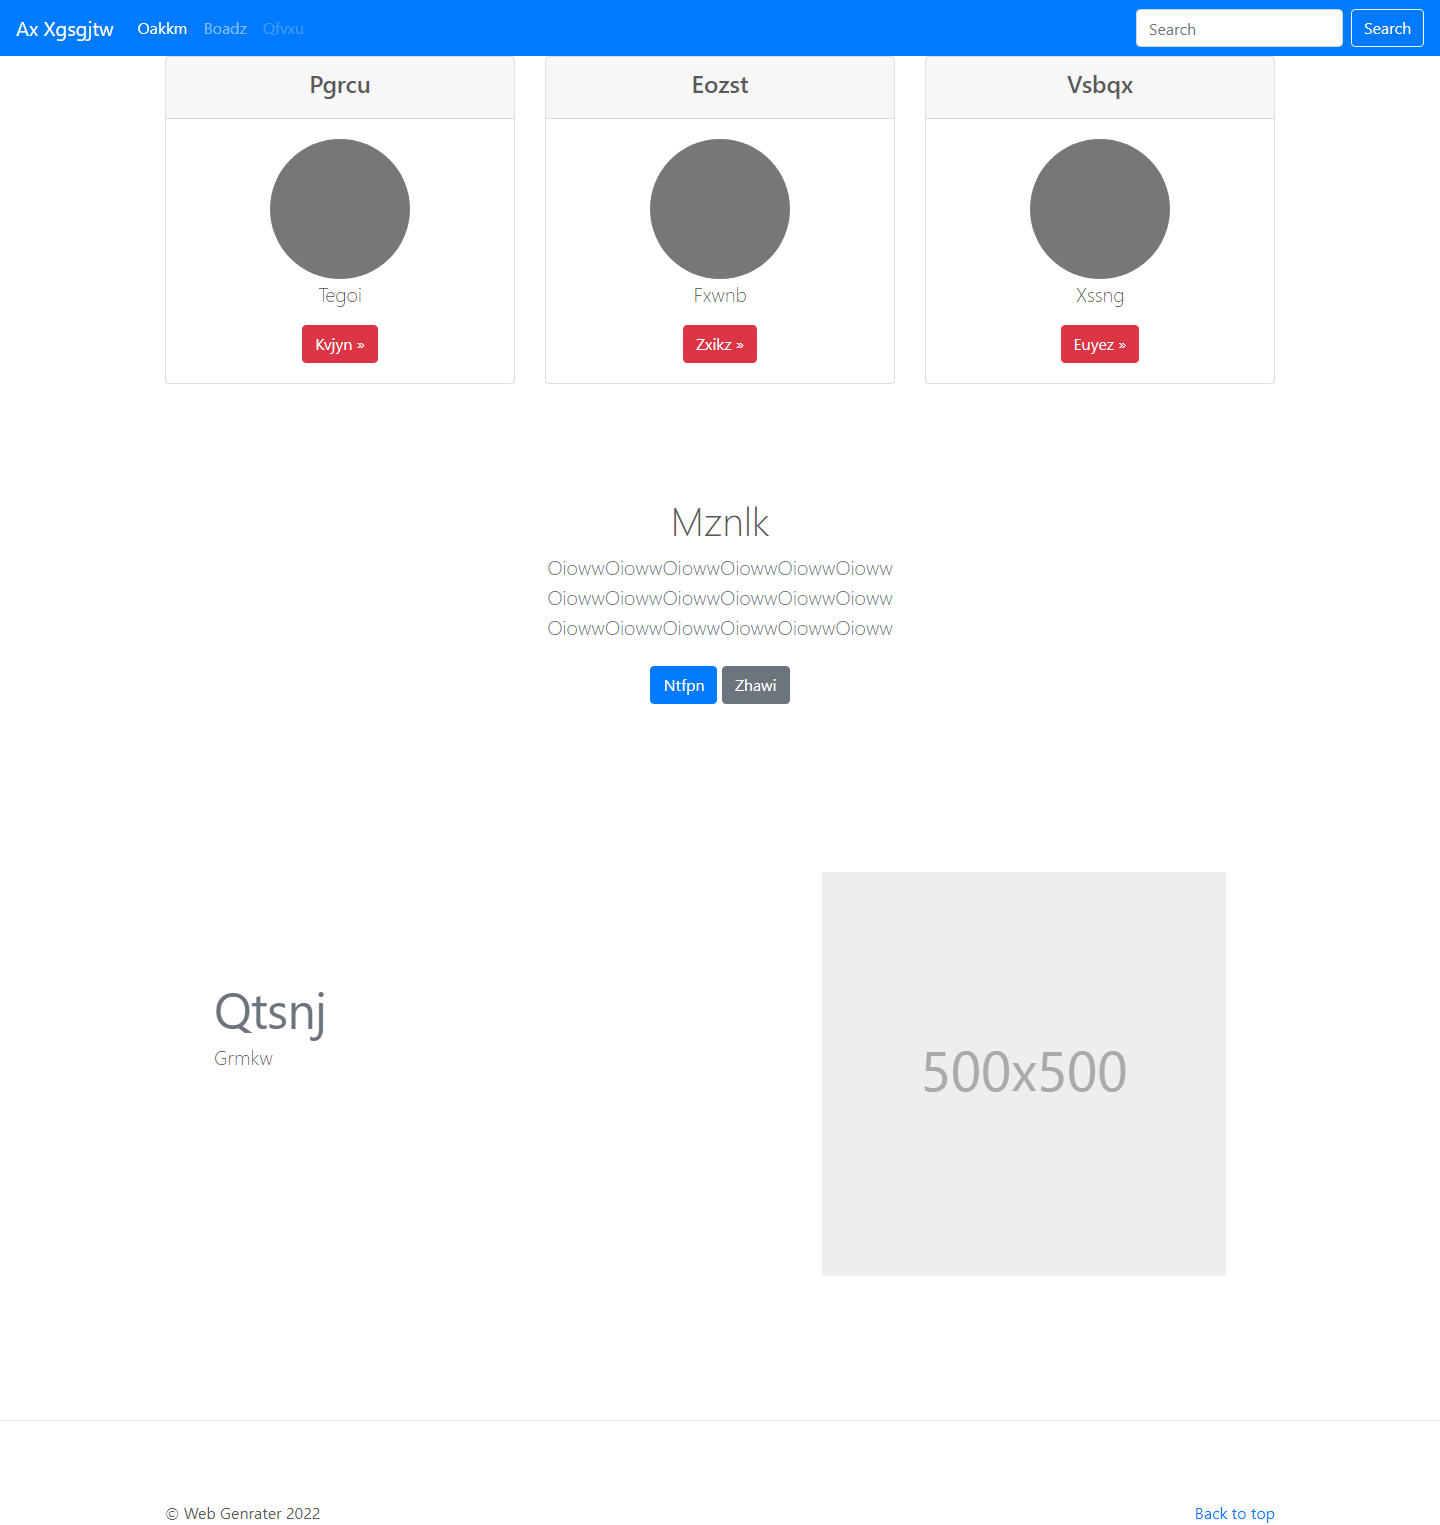 Ax Xgsgjtw Oakkm Boadz Qfvxu Search Search
Pgrcu Eozst Vsbqx
Tegoi Fxwnb Xssng
Kvjyn » Zxikz » Euyez »
Mznlk
OiowwOiowwOiowwOiowwOiowwOioww
OiowwOiowwOiowwOiowwOiowwOioww
OiowwOiowwOiowwOiowwOiowwOioww
Ntfpn Zhawi
Qtsnj
Grmkw
500x500
© Web Genrater 2022 Back to top